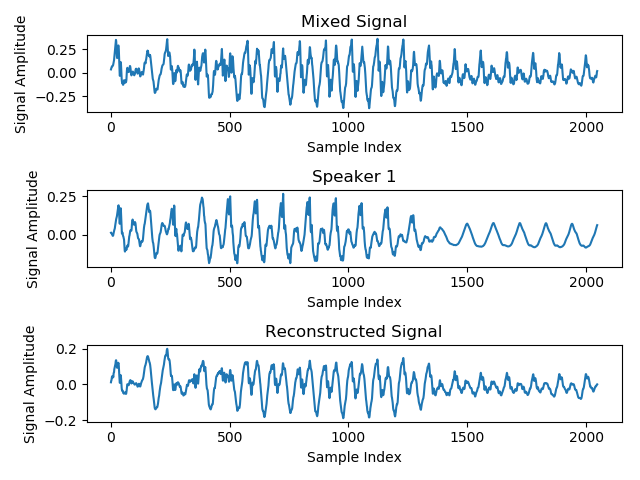 Mixed Signal
Signal Amplitude
0.25
0.00
−0.25
0 500 1000 1500 2000
Sample Index
Speaker 1
Signal Amplitude
0.25
0.00
0 500 1000 1500 2000
Sample Index
Reconstructed Signal
Signal Amplitude
0.2
0.0
−0.2
0 500 1000 1500 2000
Sample Index